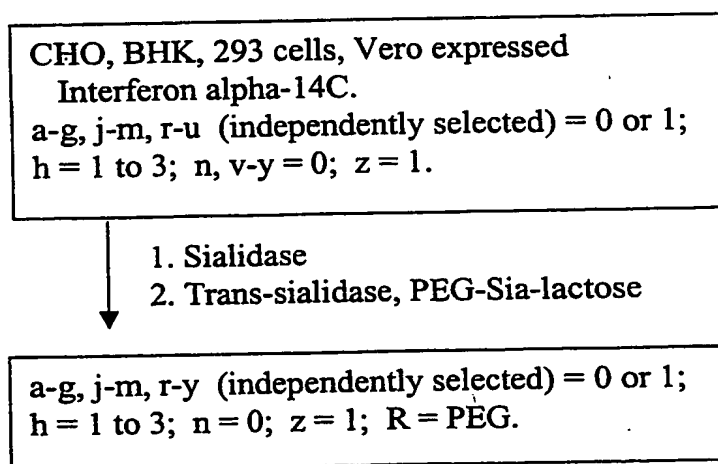 CHO, BHK, 293 cells, Vero expressed
Interferon alpha-14C.
a-g, j-m, r-u (independently selected) = 0 or 1;
h = 1 to 3; n, v-y = 0; z = 1.
1. Sialidase
2. Trans-sialidase, PEG-Sia-lactose
a-g, j-m, r-y (independently selected) = 0 or 1;
h = 1 to 3; n = 0; z = 1; R = PEG.